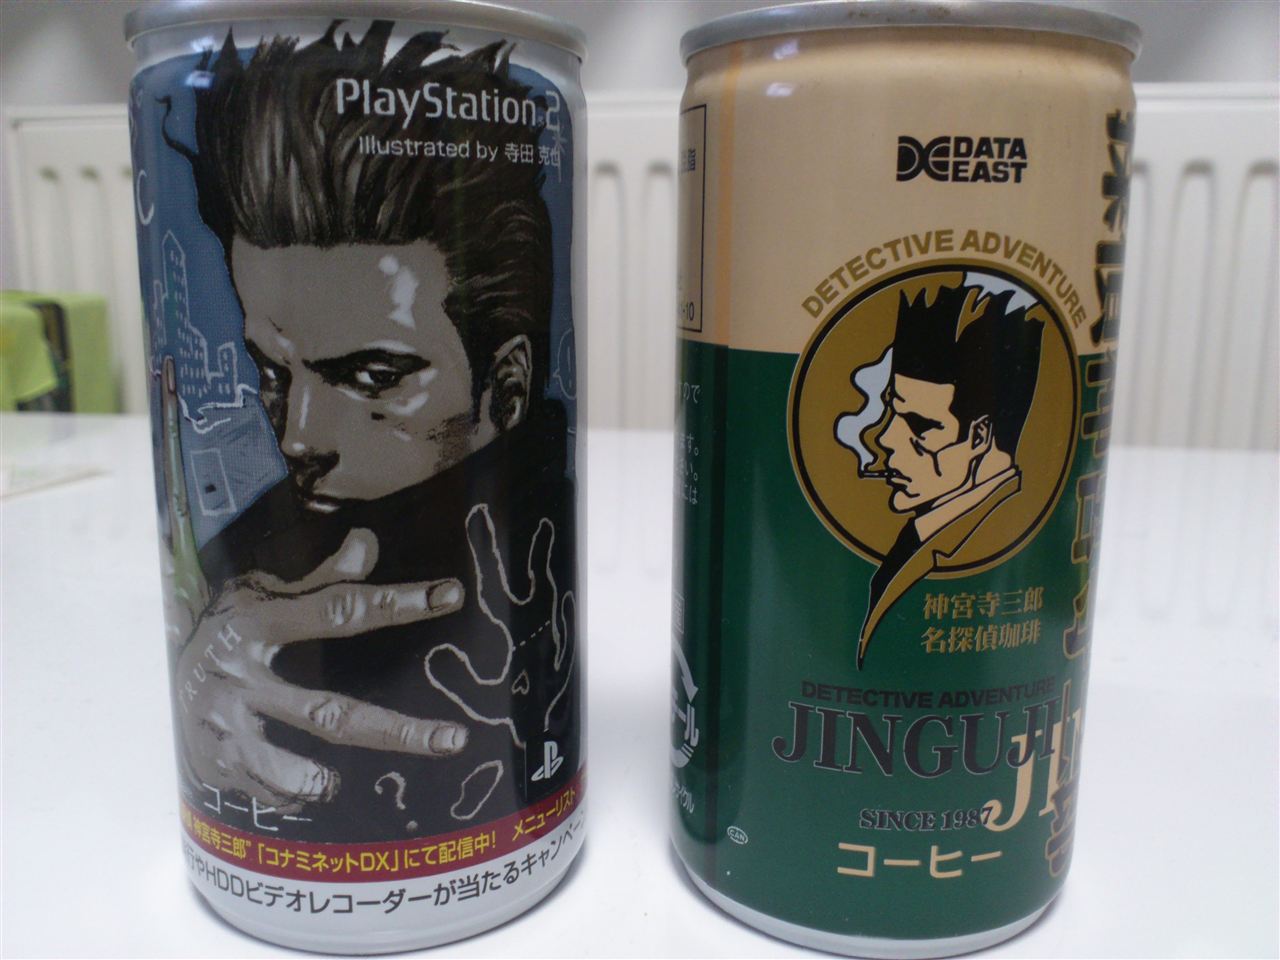 PlayStation 2
Illustrated by 寺田 克也
TRUTH
コーヒー
神宮寺三郎"「コナミネットDX」にて配信中! メニューリスト
行やHDDビデオレコーダーが当たるキャンペーン
DATA
EAST
DETECTIVE ADVENTURE
神宮寺三郎
名探偵珈琲
DETECTIVE ADVENTURE
JINGUJI
SINCE 1987
コーヒー
CAN